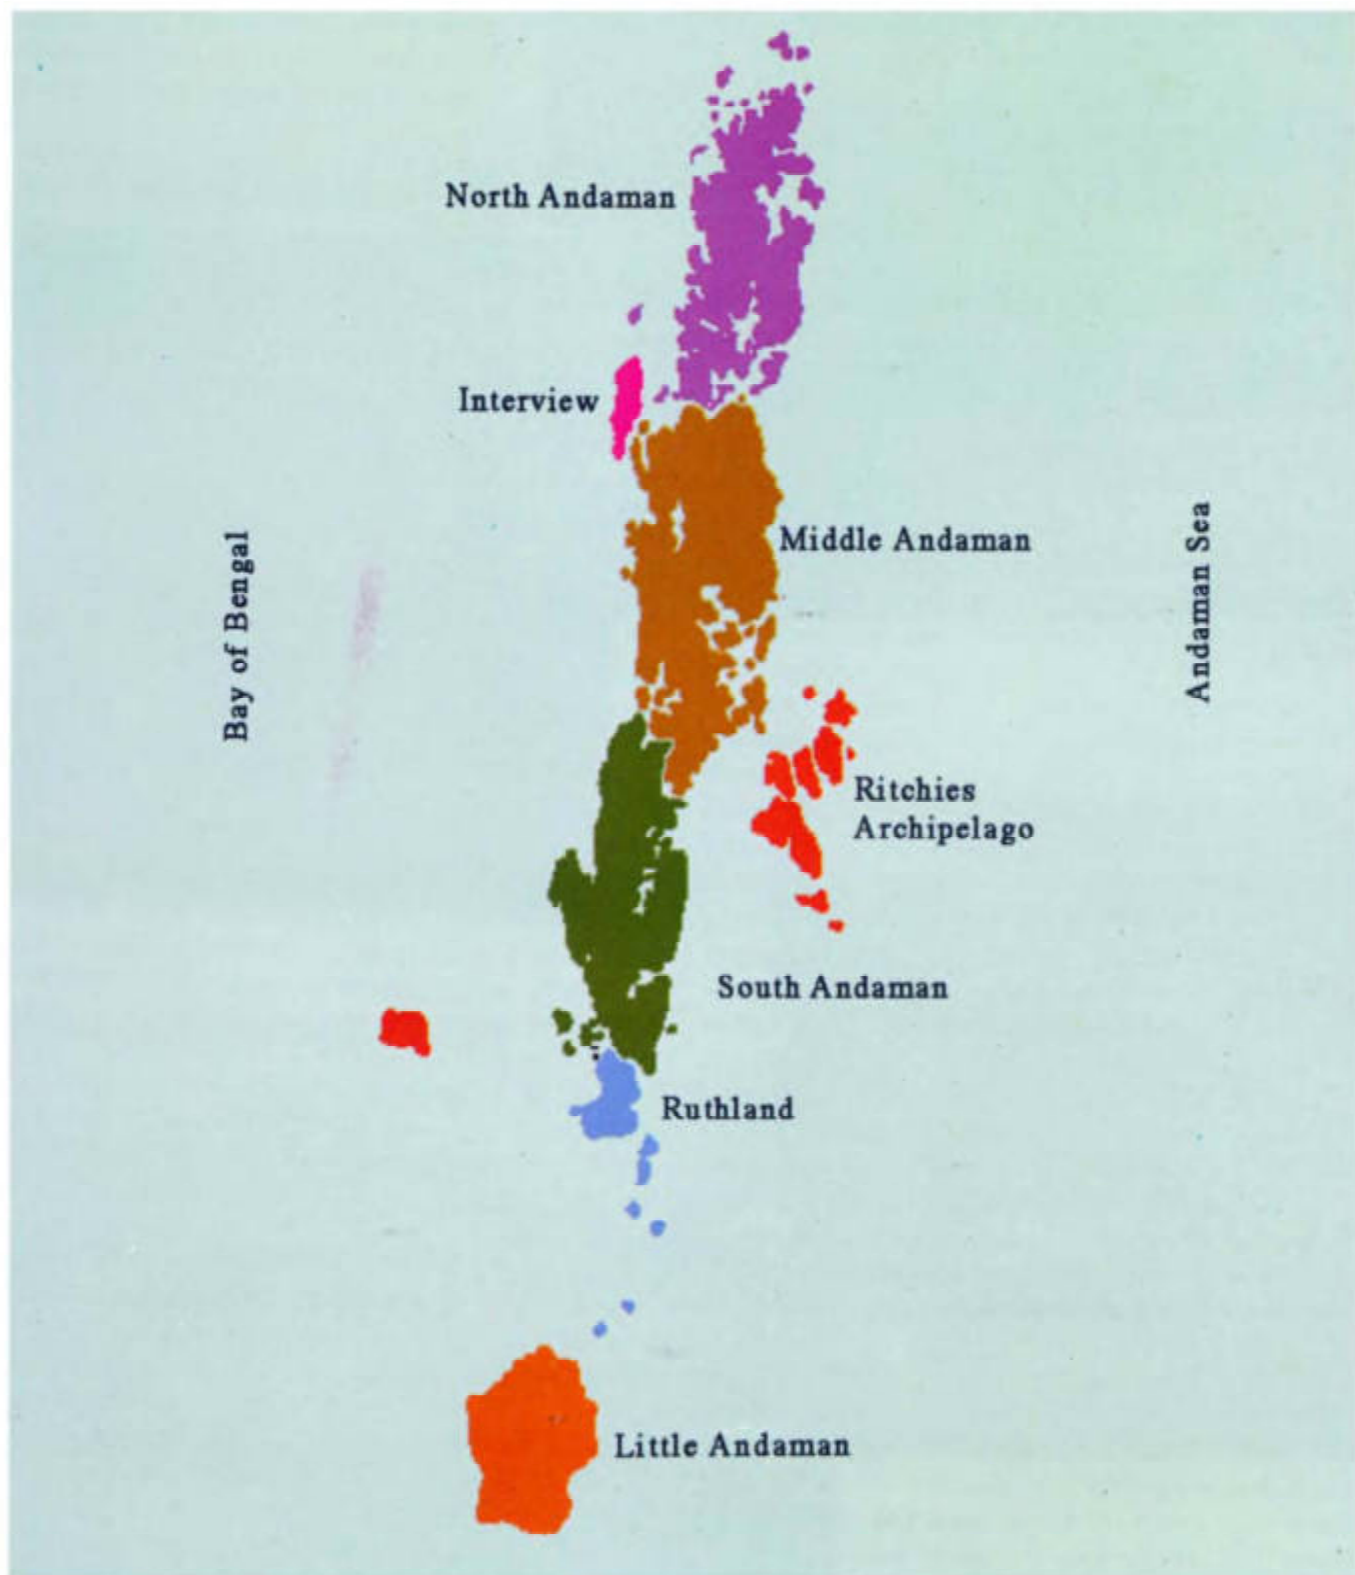 North Andaman
Interview
Middle Andaman
Bay of Bengal
Andaman Sea
Ritchies
Archipelago
South Andaman
Ruthland
Little Andaman